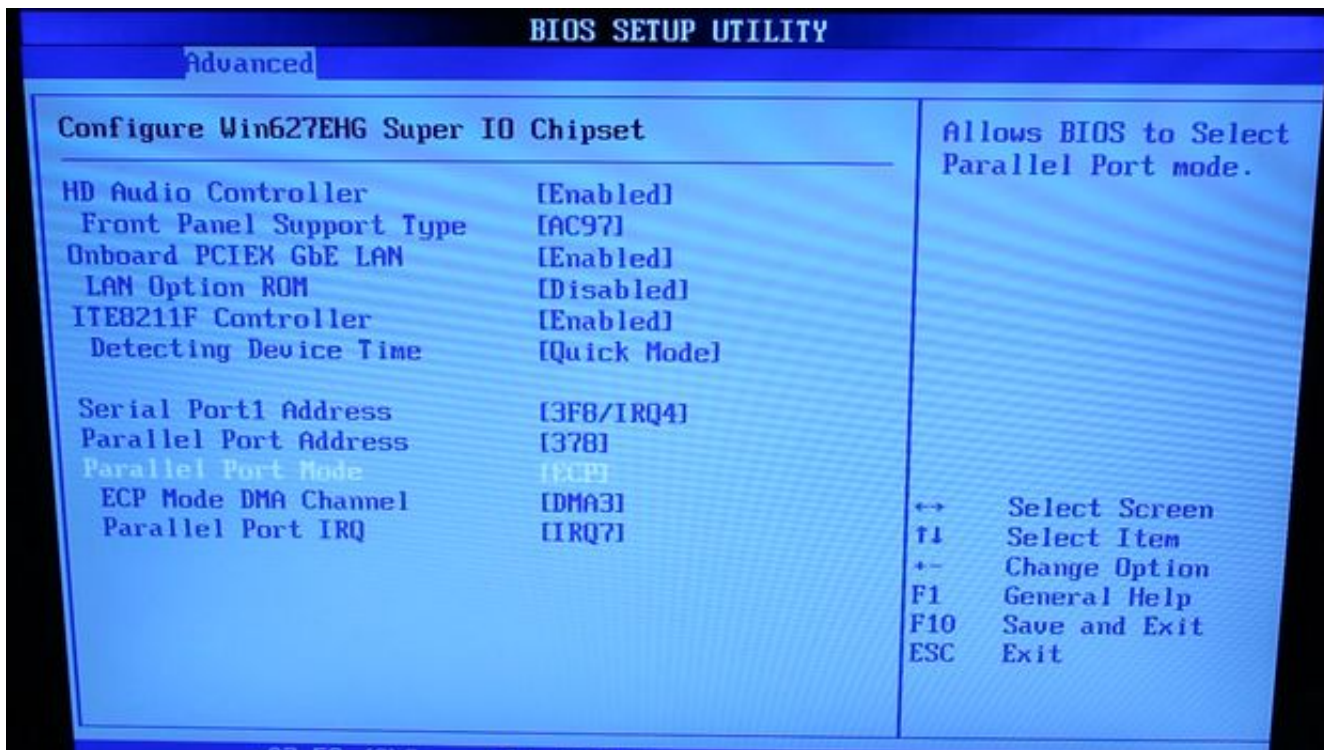 BIOS SETUP UTILITY
Advanced
Configure Win627EHG Super IO Chipset
HD Audio Controller [Enabled]
Front Panel Support Type [AC97]
Onboard PCIEX GbE LAN [Enabled]
LAN Option ROM [Disabled]
ITE8211F Controller [Enabled]
Detecting Device Time [Quick Mode]
Serial Port1 Address [3F8/IRQ4]
Parallel Port Address [378]
Parallel Port Mode [ECP]
ECP Mode DMA Channel [DMA3]
Parallel Port IRQ [IRQ7]
Allows BIOS to Select
Parallel Port mode.
←→ Select Screen
↑↓ Select Item
+- Change Option
F1 General Help
F10 Save and Exit
ESC Exit